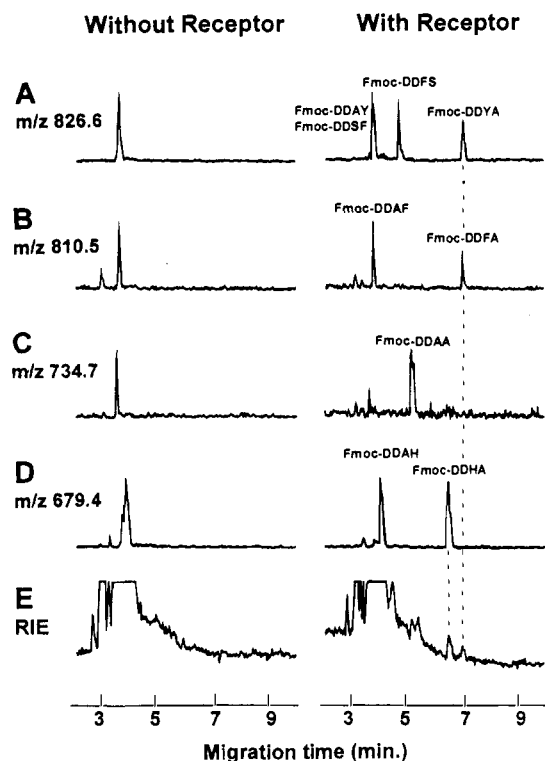 Without Receptor
With Receptor
A
m/z 826.6
Fmoc-DDFS
Fmoc-DDAY
Fmoc-DDSF
Fmoc-DDYA
B
m/z 810.5
Fmoc-DDAF
Fmoc-DDFA
C
m/z 734.7
Fmoc-DDAA
D
m/z 679.4
Fmoc-DDAH
Fmoc-DDHA
E
RIE
3 5 7 9
3 5 7 9
Migration time (min.)